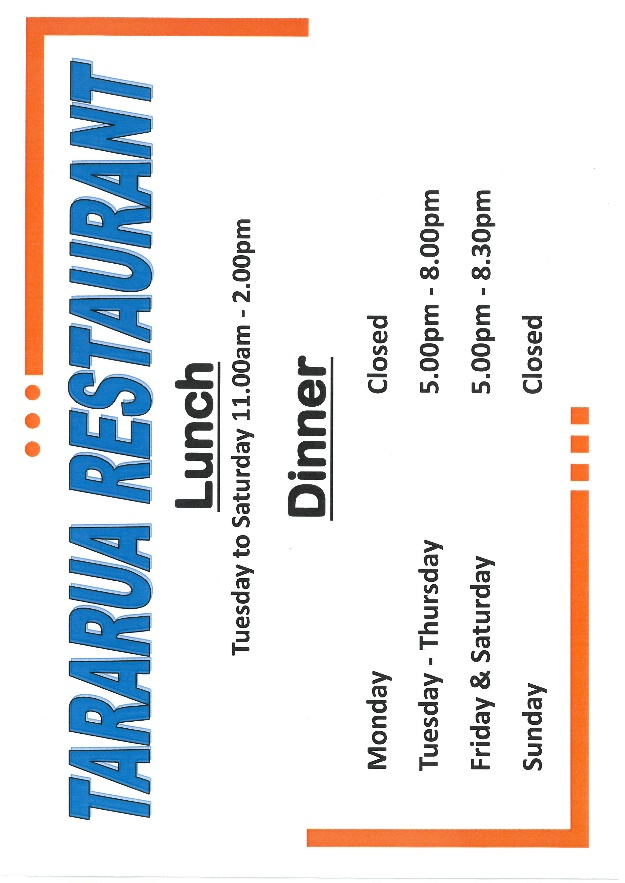 TARARUA RESTAURANT
Lunch
Tuesday to Saturday 11.00am - 2.00pm
Dinner
Monday Closed
Tuesday - Thursday 5.00pm - 8.00pm
Friday & Saturday 5.00pm - 8.30pm
Sunday Closed